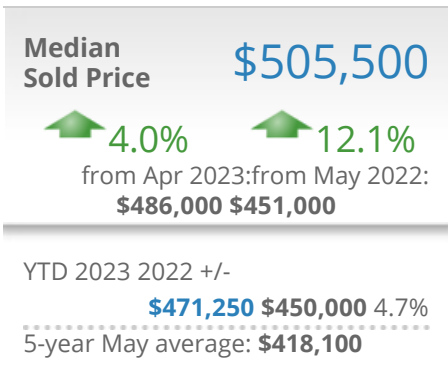 Median
Sold Price
$505,500
4.0% 12.1%
from Apr 2023:from May 2022:
$486,000 $451,000
YTD 2023 2022 +/-
$471,250 $450,000 4.7%
5-year May average: $418,100